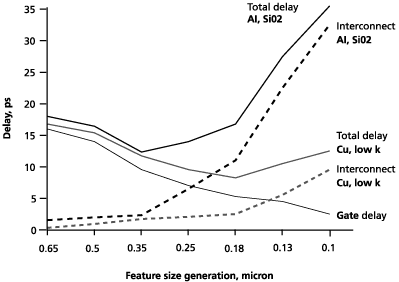 Total delay
Al, Si02
Interconnect
Al, Si02
35
30
25
20
15
10
5
0
Delay, ps
Total delay
Cu, low k
Interconnect
Cu, low k
Gate delay
0.65 0.5 0.35 0.25 0.18 0.13 0.1
Feature size generation, micron